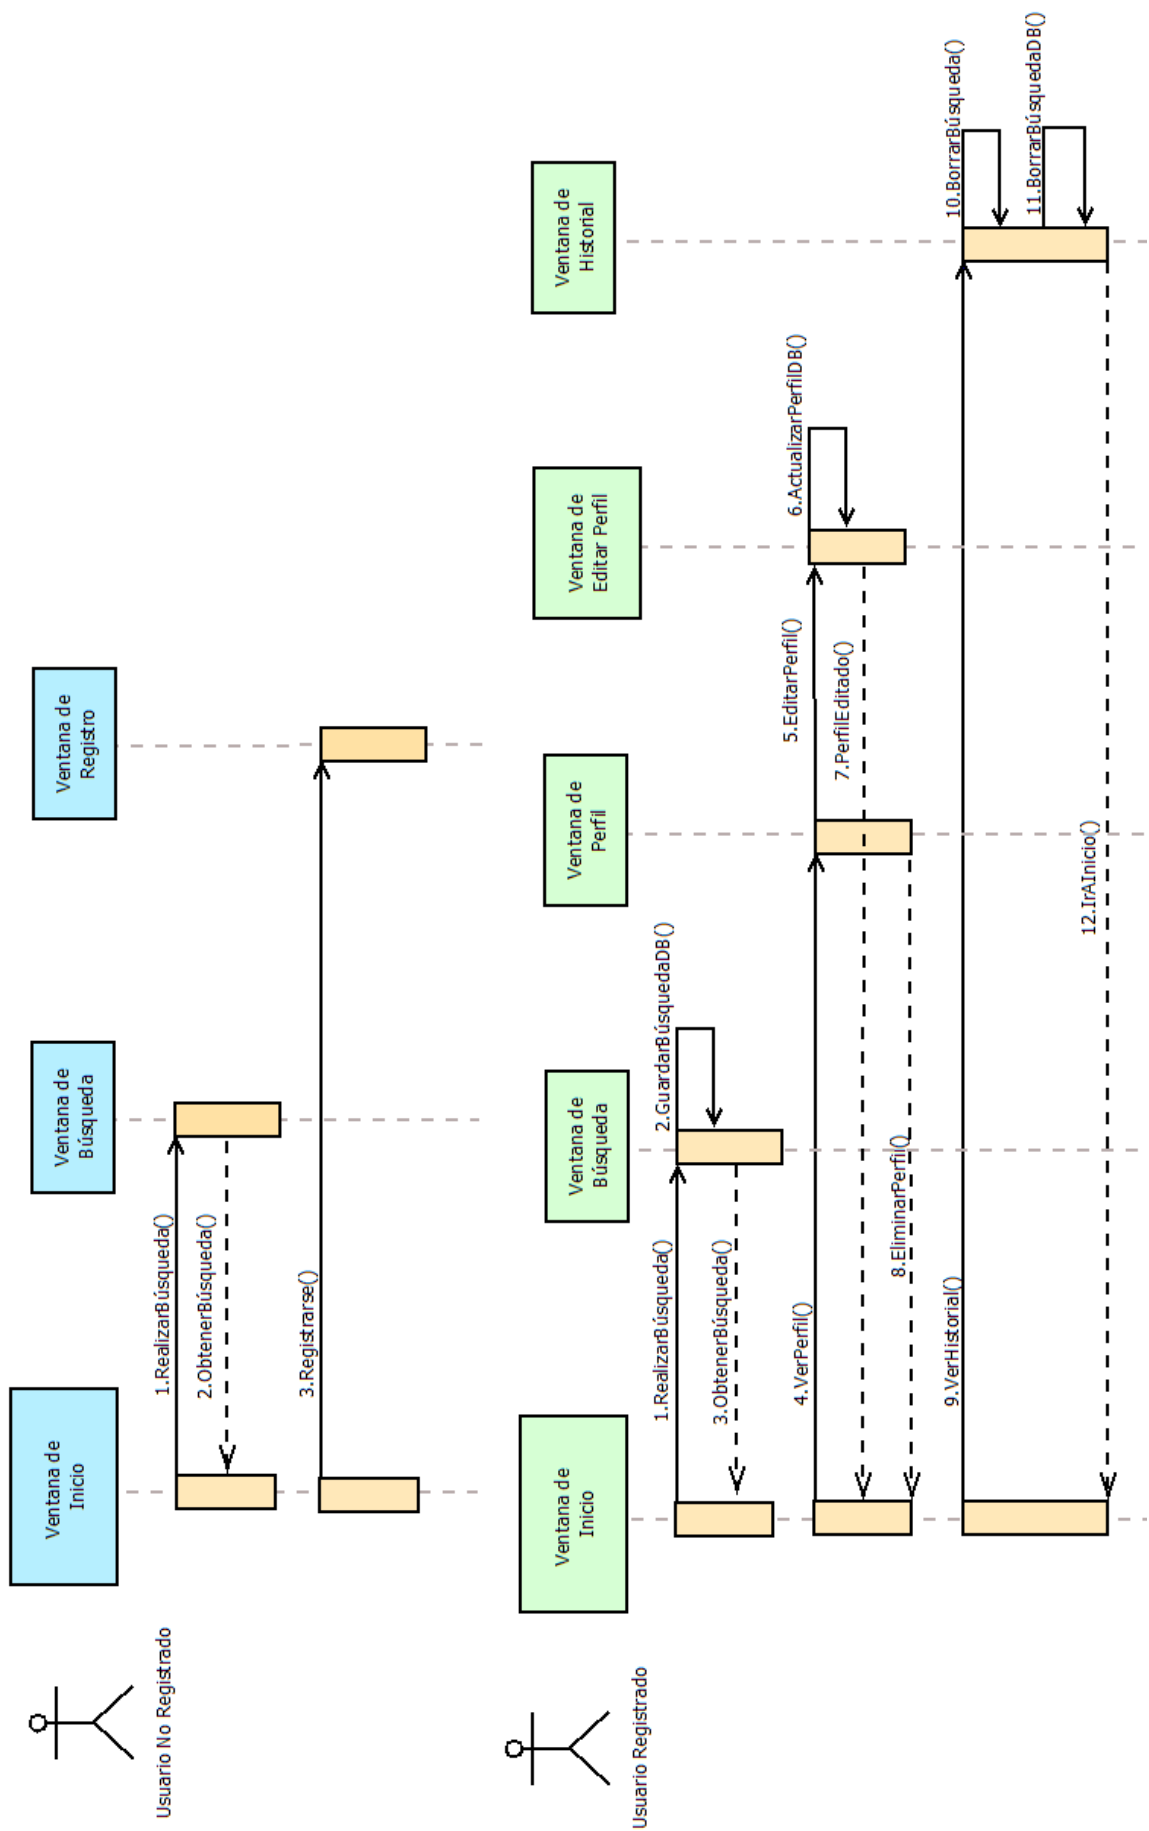 Usuario No Registrado
Ventana de
Inicio
Ventana de
Búsqueda
Ventana de
Registro
1.RealizarBúsqueda()
2.ObtenerBúsqueda()
3.Registrarse()
Usuario Registrado
Ventana de
Inicio
Ventana de
Búsqueda
Ventana de
Perfil
Ventana de
Editar Perfil
Ventana de
Historial
1.RealizarBúsqueda()
2.GuardarBúsquedaDB()
3.ObtenerBúsqueda()
4.VerPerfil()
5.EditarPerfil()
6.ActualizarPerfilDB()
7.PerfilEditado()
8.EliminarPerfil()
9.VerHistorial()
10.BorrarBúsqueda()
11.BorrarBúsquedaDB()
12.IrAInicio()